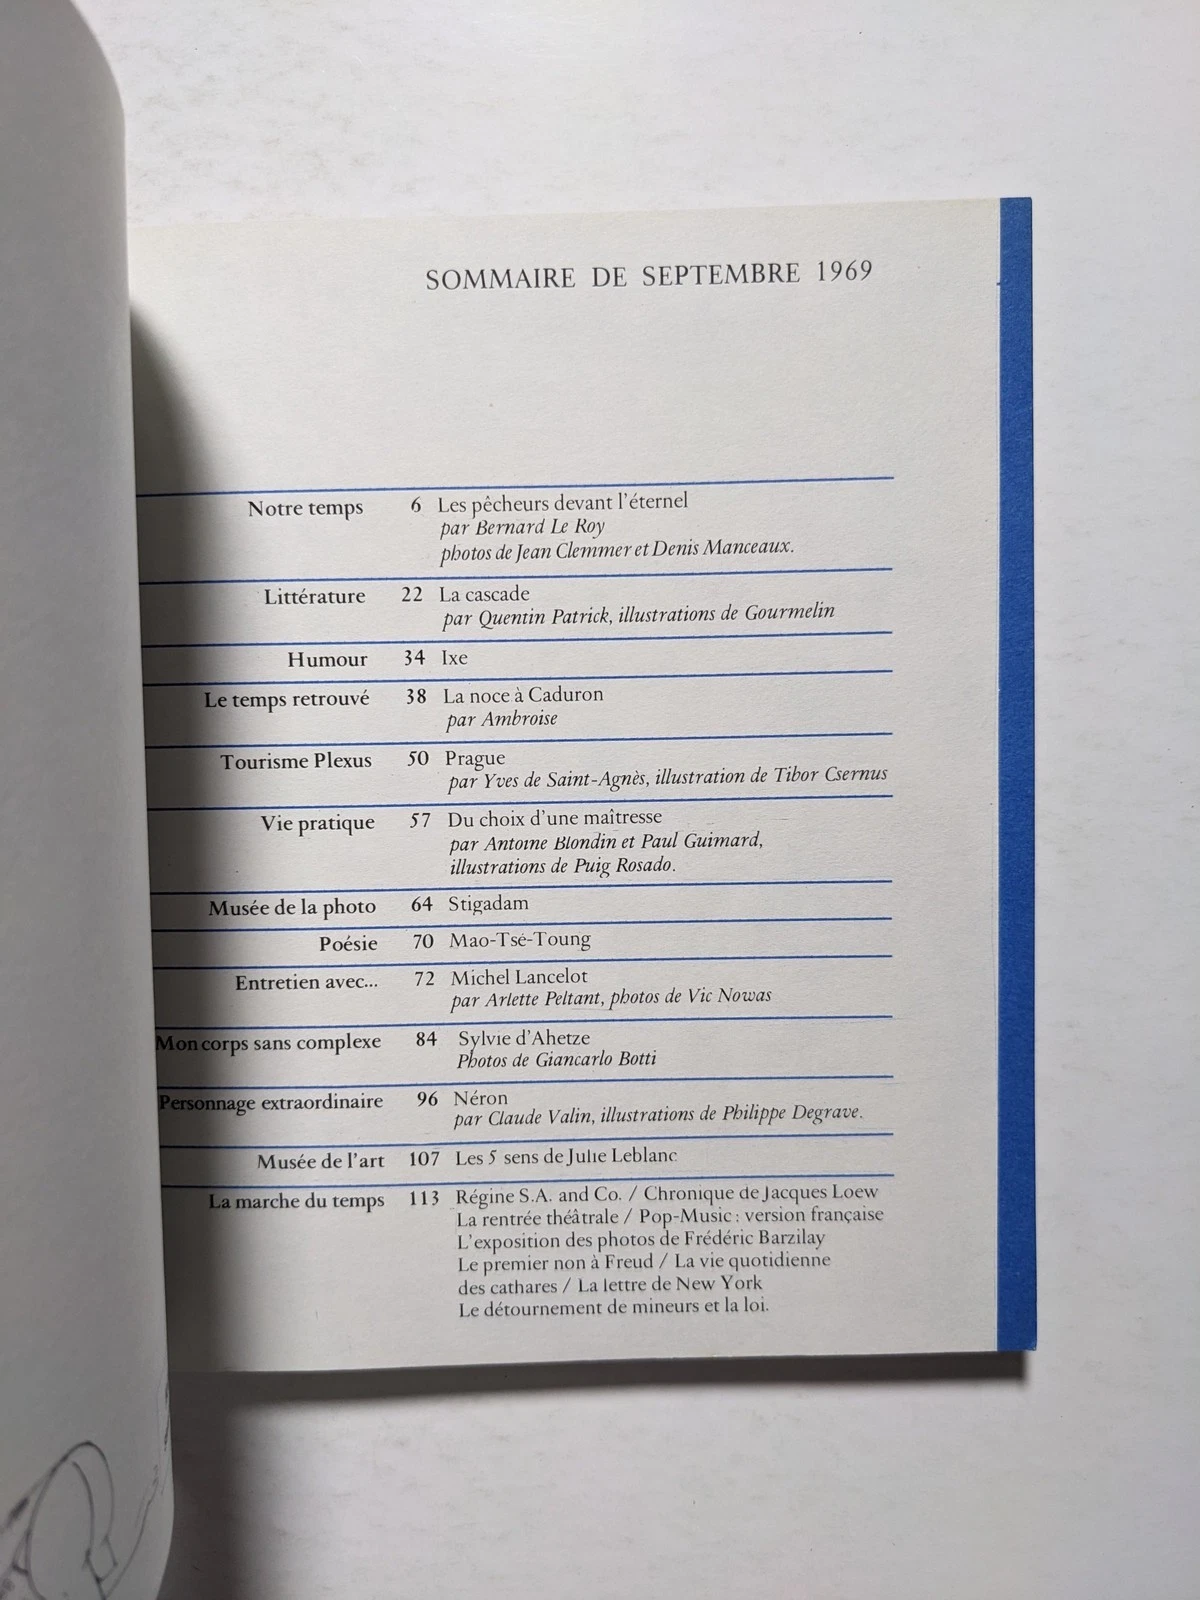 SOMMAIRE DE SEPTEMBRE 1969
Notre temps 6 Les pêcheurs devant l'éternel
par Bernard Le Roy
photos de Jean Clemmer et Denis Manceaux.
Littérature 22 La cascade
par Quentin Patrick, illustrations de Gourmelin
Humour 34 Ixe
Le temps retrouvé 38 La noce à Caduron
par Ambroise
Tourisme Plexus 50 Prague
par Yves de Saint-Agnès, illustration de Tibor Csernus
Vie pratique 57 Du choix d'une maîtresse
par Antoine Blondin et Paul Guimard,
illustrations de Puig Rosado.
Musée de la photo 64 Stigadam
Poésie 70 Mao-Tsé-Toung
Entretien avec... 72 Michel Lancelot
par Arlette Peltant, photos de Vic Nowas
Mon corps sans complexe 84 Sylvie d'Ahetze
Photos de Giancarlo Botti
Personnage extraordinaire 96 Néron
par Claude Valin, illustrations de Philippe Degrave.
Musée de l'art 107 Les 5 sens de Julie Leblanc
La marche du temps 113 Régine S.A. and Co. / Chronique de Jacques Loew
La rentrée théâtrale / Pop-Music : version française
L'exposition des photos de Frédéric Barzilay
Le premier non à Freud / La vie quotidienne
des cathares / La lettre de New York
Le détournement de mineurs et la loi.